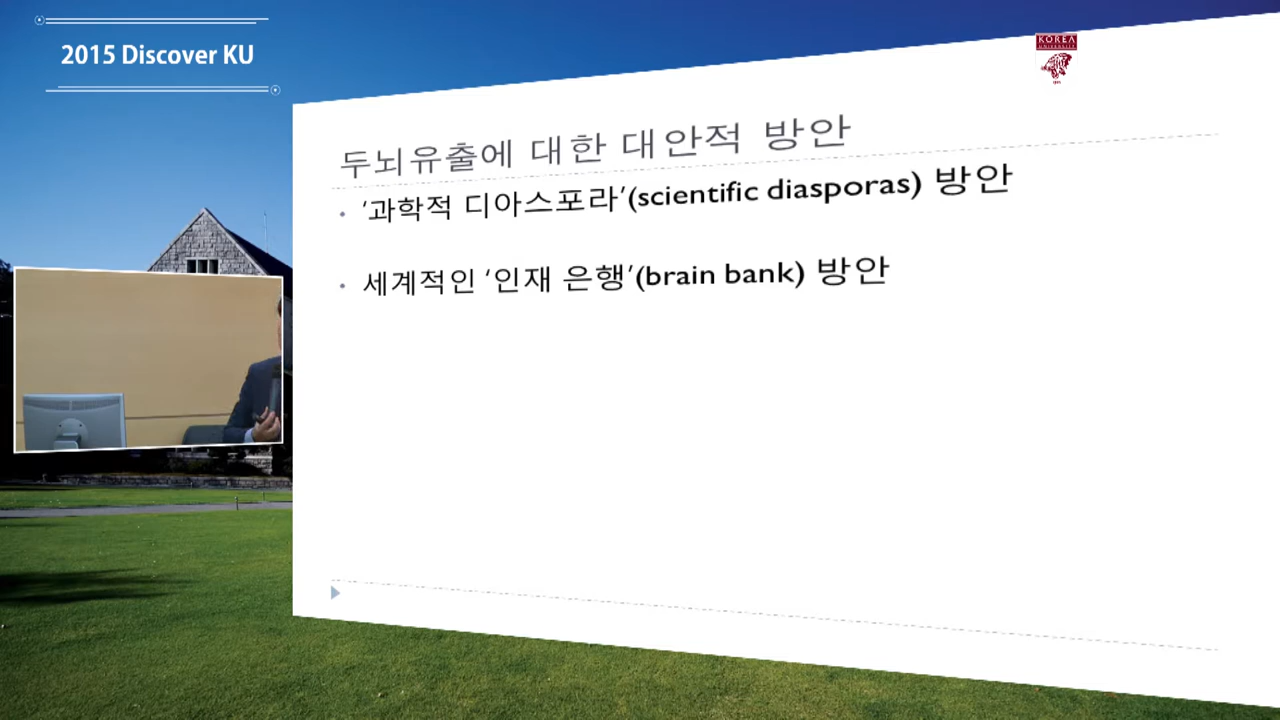 2015 Discover KU
KOREA
UNIVERSITY
두뇌유출에 대한 대안적 방안
• ‘과학적 디아스포라’(scientific diasporas) 방안
• 세계적인 ‘인재 은행’(brain bank) 방안